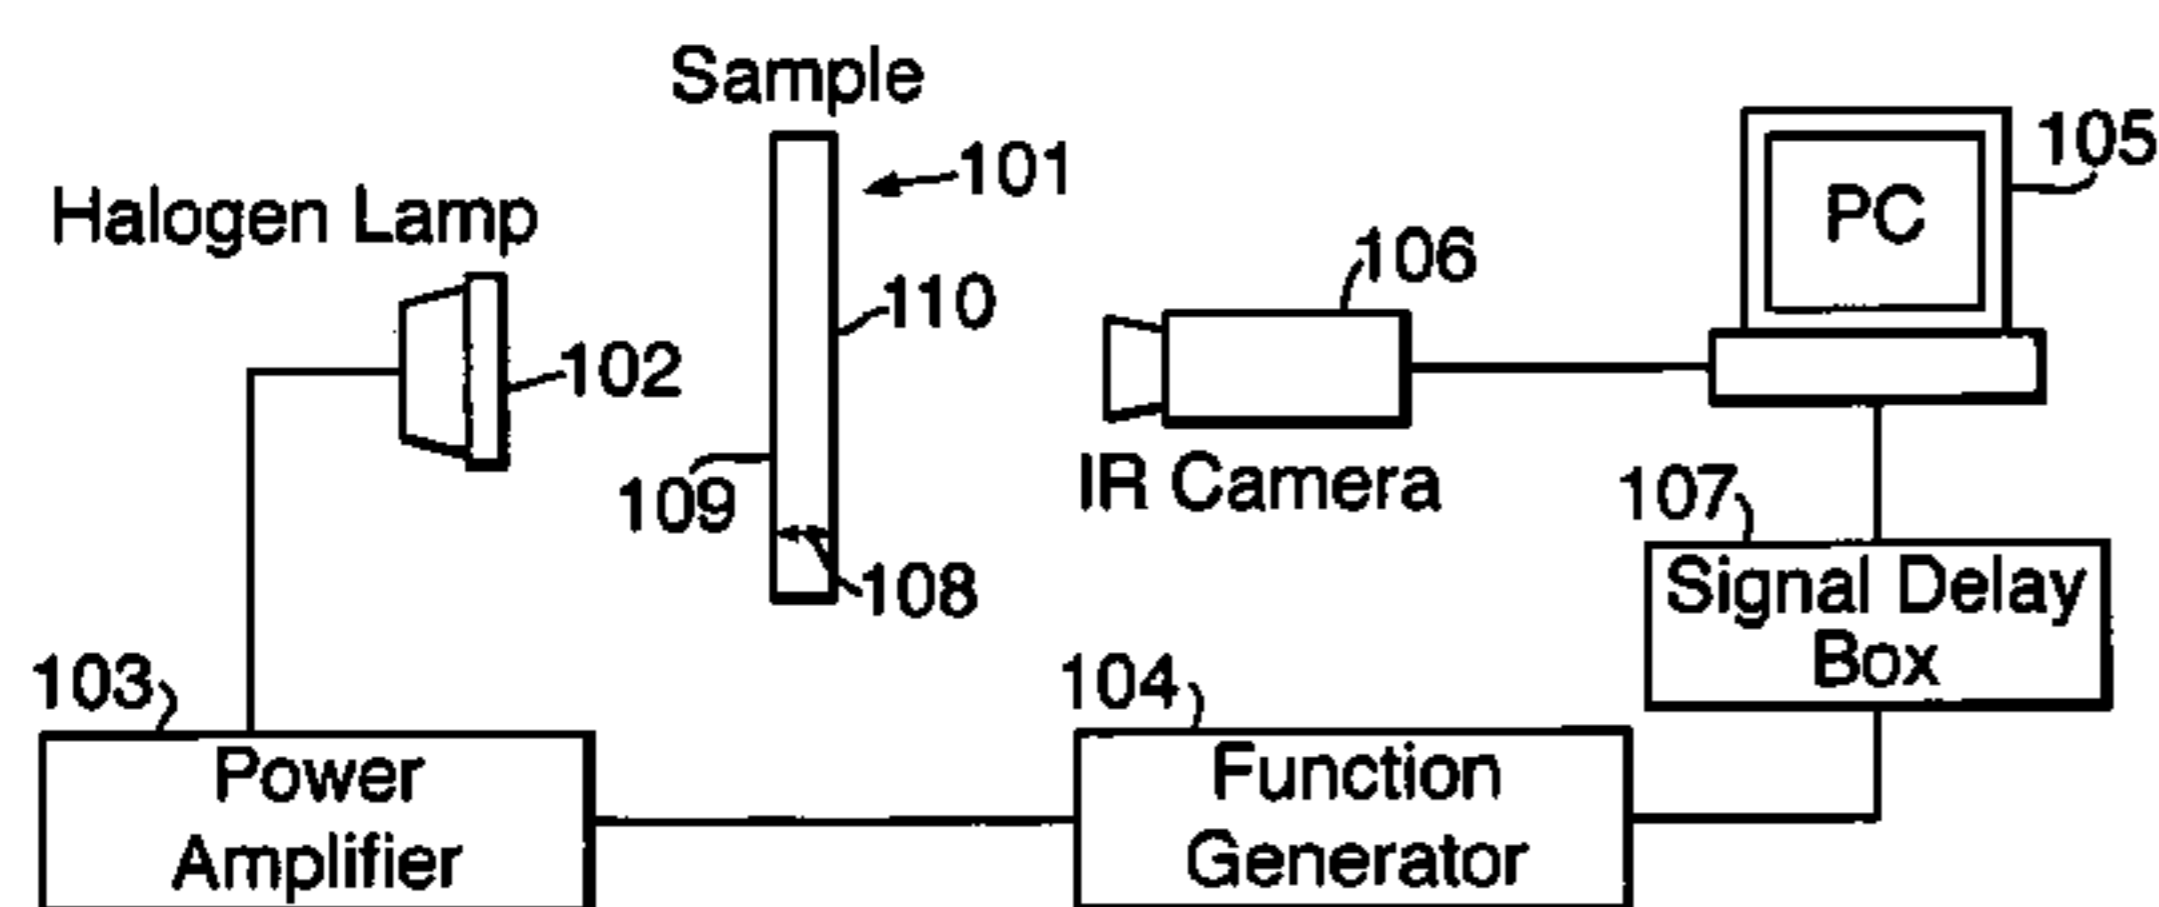 Sample
101
105
PC
Halogen Lamp
106
110
102
IR Camera
109
107
108
Signal Delay
Box
103
104
Power
Amplifier
Function
Generator